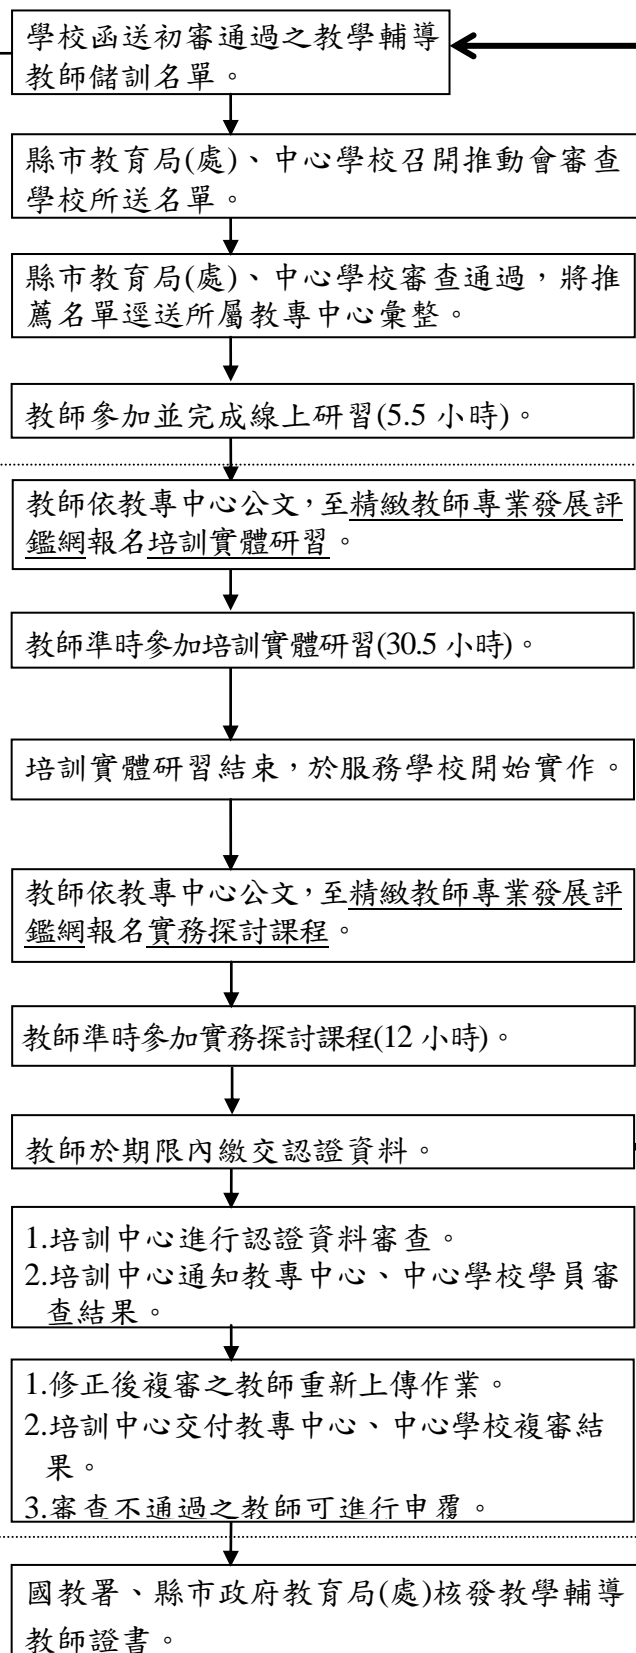 學校函送初審通過之教學輔導
教師儲訓名單。
縣市教育局(處)、中心學校召開推動會審查
學校所送名單。
縣市教育局(處)、中心學校審查通過，將推
薦名單逕送所屬教專中心彙整。
教師參加並完成線上研習(5.5 小時)。
教師依教專中心公文，至精緻教師專業發展評
鑑網報名培訓實體研習。
教師準時參加培訓實體研習(30.5 小時)。
培訓實體研習結束，於服務學校開始實作。
教師依教專中心公文，至精緻教師專業發展評
鑑網報名實務探討課程。
教師準時參加實務探討課程(12 小時)。
教師於期限內繳交認證資料。
1.培訓中心進行認證資料審查。
2.培訓中心通知教專中心、中心學校學員審
查結果。
1.修正後複審之教師重新上傳作業。
2.培訓中心交付教專中心、中心學校複審結
果。
3.審查不通過之教師可進行申覆。
國教署、縣市政府教育局(處)核發教學輔導
教師證書。